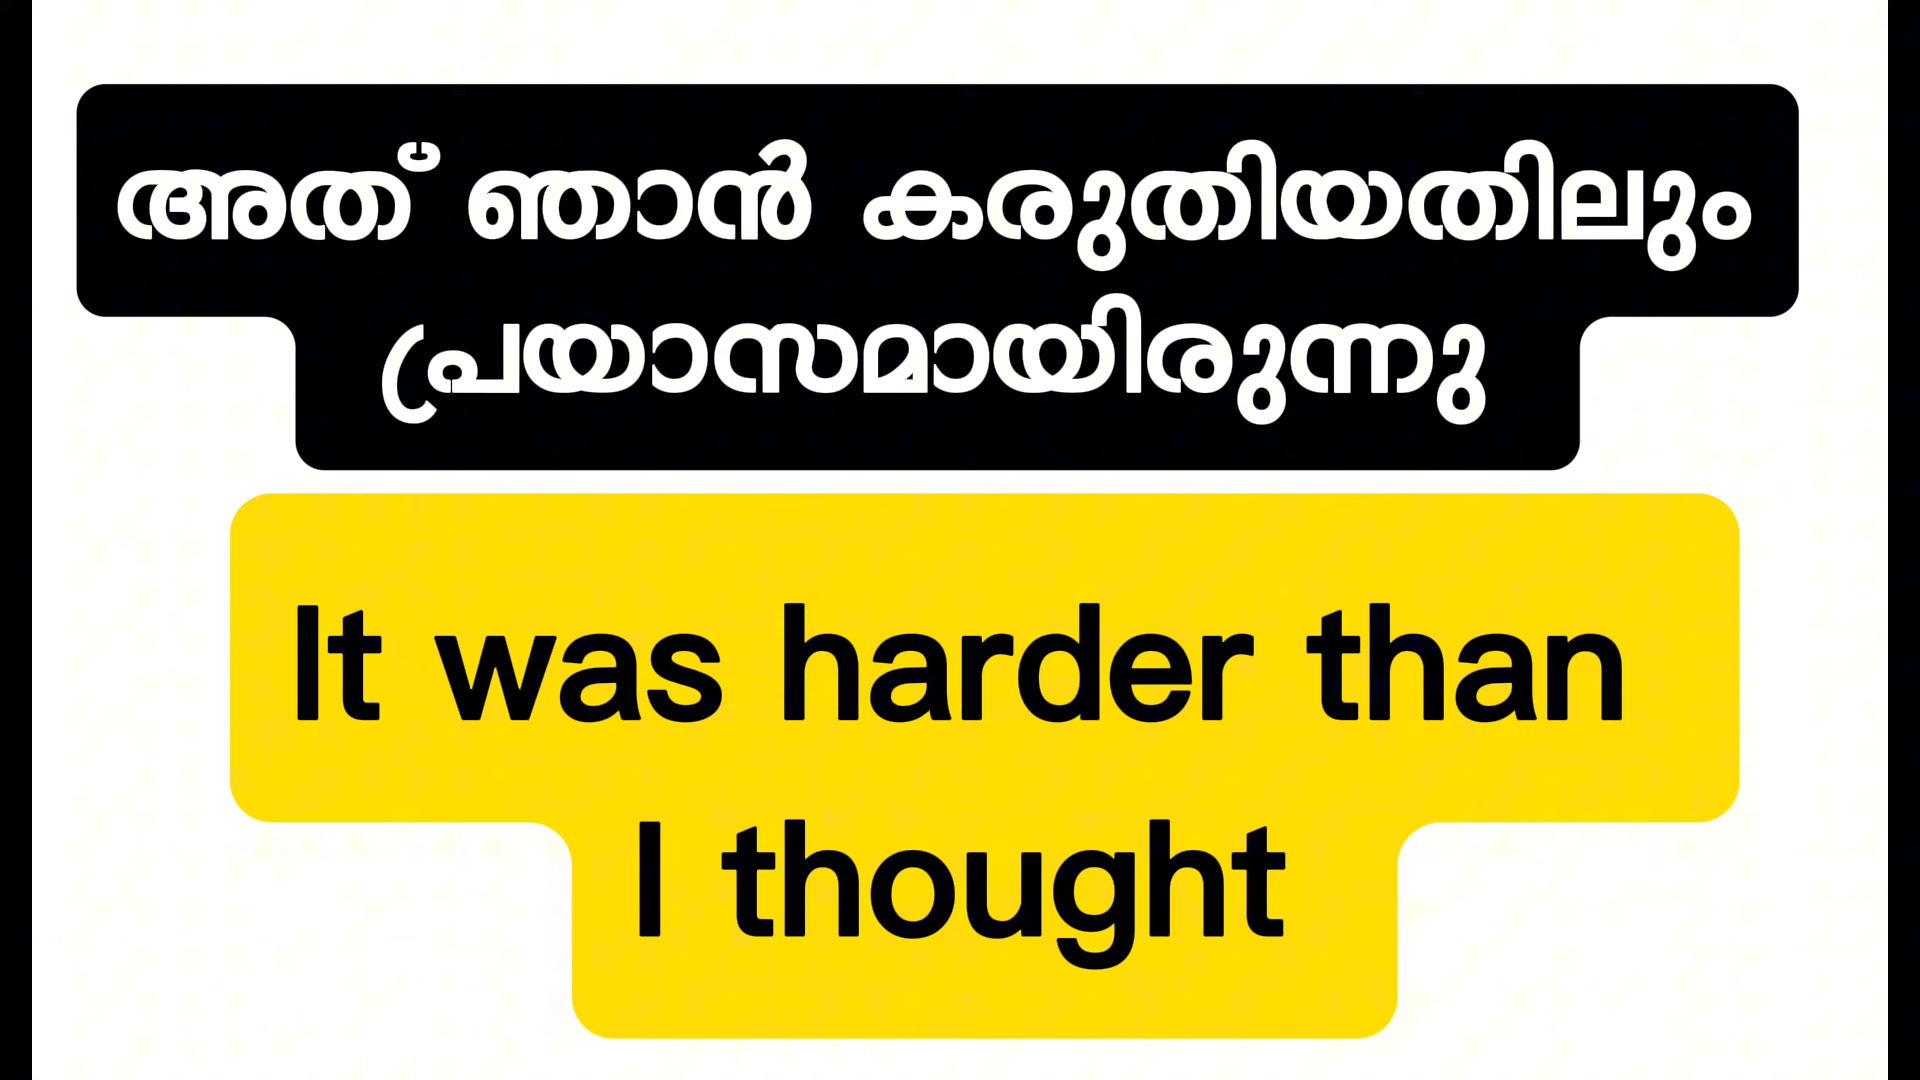 അത് ഞാൻ കരുതിയതിലും
പ്രയാസമായിരുന്നു
It was harder than
I thought